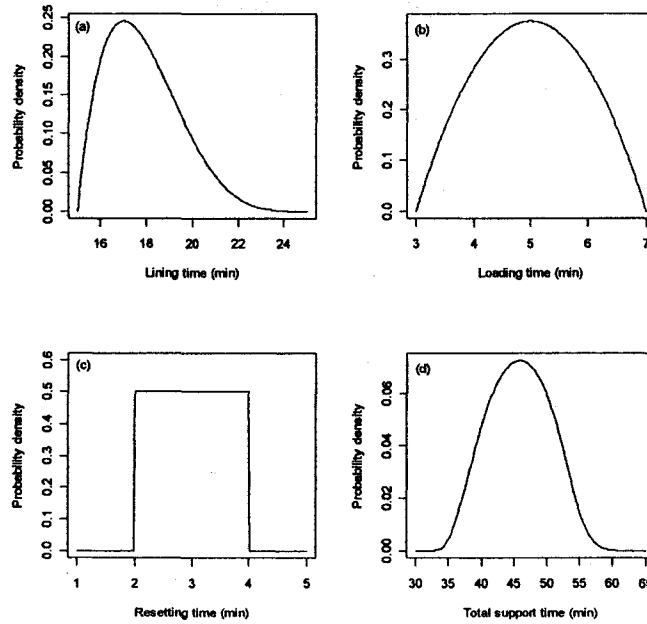 (a)
Probability density
0.00 0.05 0.10 0.15 0.20 0.25
16 18 20 22 24
Lining time (min)
(b)
Probability density
0.0 0.1 0.2 0.3
3 4 5 6 7
Loading time (min)
(c)
Probability density
0.0 0.1 0.2 0.3 0.4 0.5 0.6
1 2 3 4 5
Resetting time (min)
(d)
Probability density
0.00 0.02 0.04 0.06
30 35 40 45 50 55 60 65
Total support time (min)